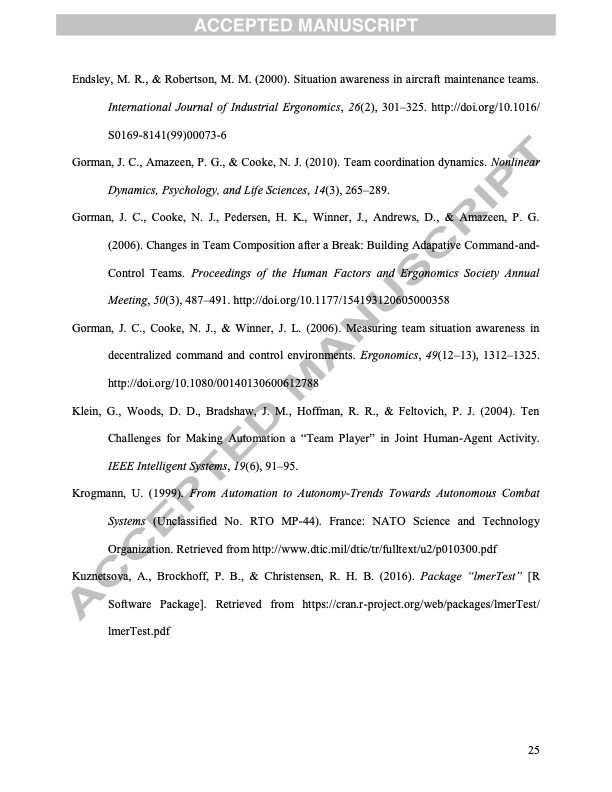 ACCEPTED MANUSCRIPT
Endsley, M. R., & Robertson, M. M. (2000). Situation awareness in aircraft maintenance teams.
International Journal of Industrial Ergonomics, 26(2), 301–325. http://doi.org/10.1016/
S0169-8141(99)00073-6
Gorman, J. C., Amazeen, P. G., & Cooke, N. J. (2010). Team coordination dynamics. Nonlinear
Dynamics, Psychology, and Life Sciences, 14(3), 265–289.
Gorman, J. C., Cooke, N. J., Pedersen, H. K., Winner, J., Andrews, D., & Amazeen, P. G.
(2006). Changes in Team Composition after a Break: Building Adapative Command-and-
Control Teams. Proceedings of the Human Factors and Ergonomics Society Annual
Meeting, 50(3), 487–491. http://doi.org/10.1177/154193120605000358
Gorman, J. C., Cooke, N. J., & Winner, J. L. (2006). Measuring team situation awareness in
decentralized command and control environments. Ergonomics, 49(12–13), 1312–1325.
http://doi.org/10.1080/00140130600612788
Klein, G., Woods, D. D., Bradshaw, J. M., Hoffman, R. R., & Feltovich, P. J. (2004). Ten
Challenges for Making Automation a “Team Player” in Joint Human-Agent Activity.
IEEE Intelligent Systems, 19(6), 91–95.
Krogmann, U. (1999). From Automation to Autonomy-Trends Towards Autonomous Combat
Systems (Unclassified No. RTO MP-44). France: NATO Science and Technology
Organization. Retrieved from http://www.dtic.mil/dtic/tr/fulltext/u2/p010300.pdf
Kuznetsova, A., Brockhoff, P. B., & Christensen, R. H. B. (2016). Package “lmerTest” [R
Software Package]. Retrieved from https://cran.r-project.org/web/packages/lmerTest/
lmerTest.pdf
ACCEPTED MANUSCRIPT
25